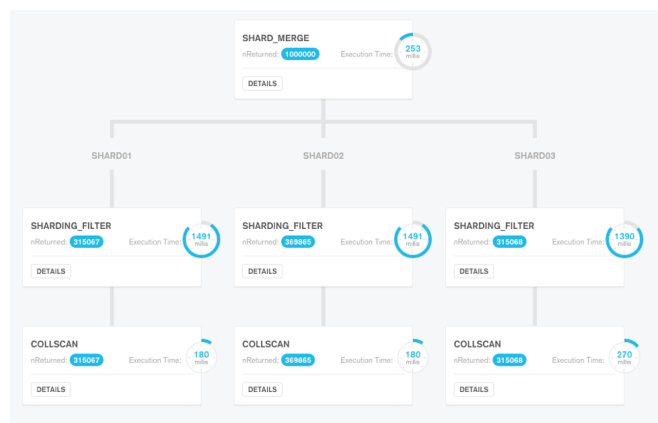 SHARD_MERGE
nReturned: 1000000 Execution Time: 253 millis
DETAILS
SHARD01 SHARD02 SHARD03
SHARDING_FILTER SHARDING_FILTER SHARDING_FILTER
nReturned: 315067 Execution Time: 1491 millis nReturned: 369865 Execution Time: 1491 millis nReturned: 315068 Execution Time: 1390 millis
DETAILS DETAILS DETAILS
COLLSCAN COLLSCAN COLLSCAN
nReturned: 315067 Execution Time: 180 millis nReturned: 369865 Execution Time: 180 millis nReturned: 315068 Execution Time: 270 millis
DETAILS DETAILS DETAILS